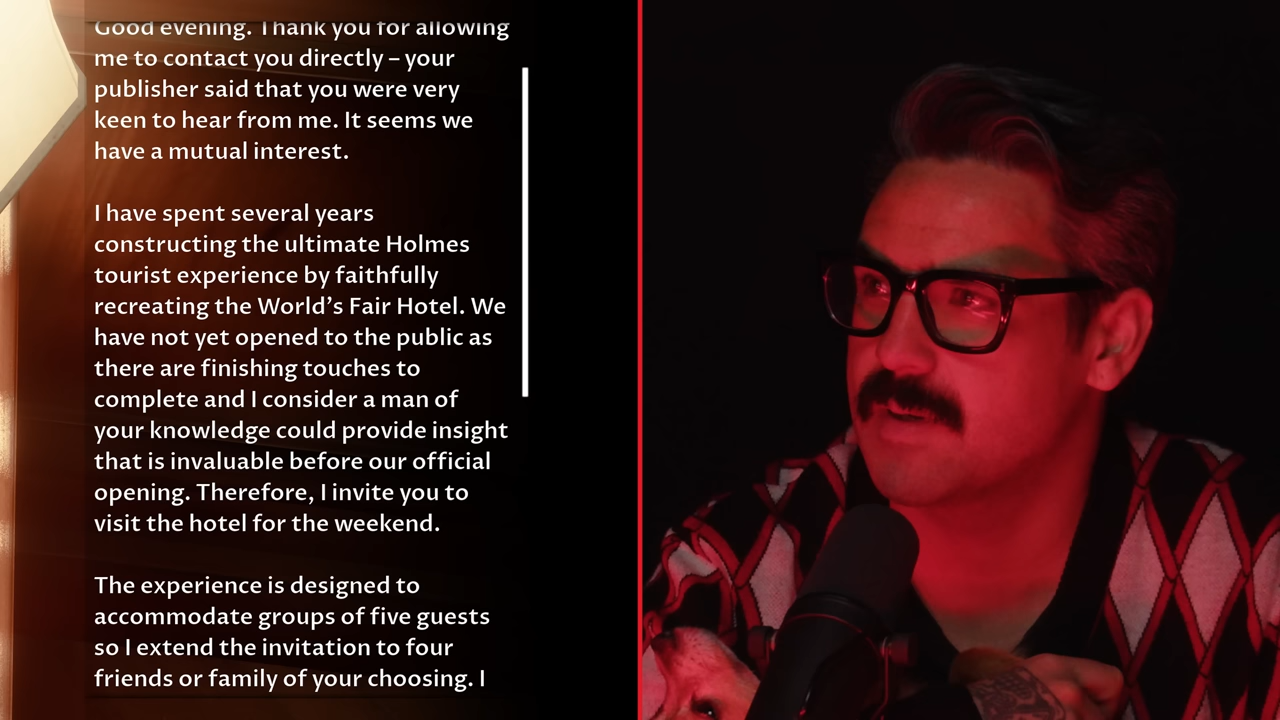 Good evening. Thank you for allowing
me to contact you directly – your
publisher said that you were very
keen to hear from me. It seems we
have a mutual interest.
I have spent several years
constructing the ultimate Holmes
tourist experience by faithfully
recreating the World's Fair Hotel. We
have not yet opened to the public as
there are finishing touches to
complete and I consider a man of
your knowledge could provide insight
that is invaluable before our official
opening. Therefore, I invite you to
visit the hotel for the weekend.
The experience is designed to
accommodate groups of five guests
so I extend the invitation to four
friends or family of your choosing. I